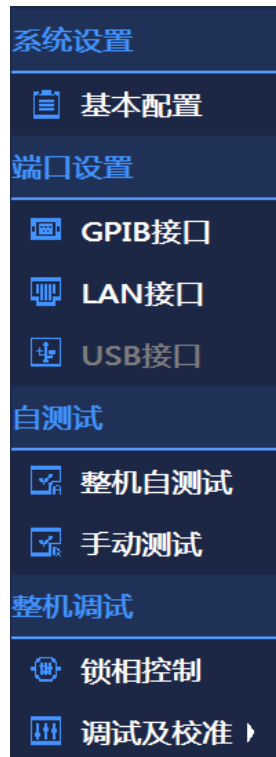 系统设置
基本配置
端口设置
GPIB接口
LAN接口
USB接口
自测试
整机自测试
手动测试
整机调试
锁相控制
调试及校准